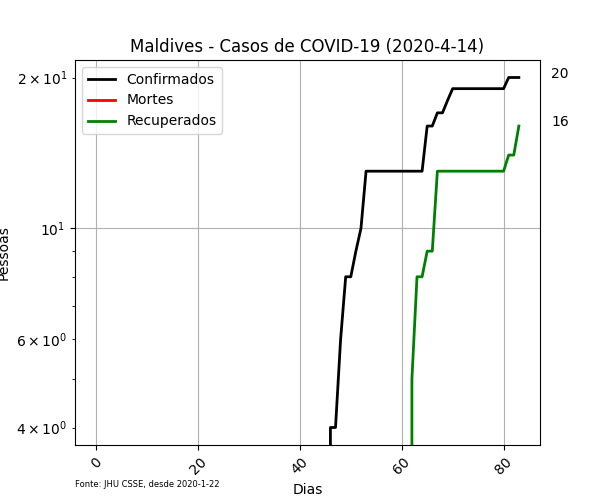 Maldives - Casos de COVID-19 (2020-4-14)
Confirmados
Mortes
Recuperados
20
16
2 × 10¹
10¹
6 × 10⁰
4 × 10⁰
Pessoas
0 20 40 60 80
Dias
Fonte: JHU CSSE, desde 2020-1-22